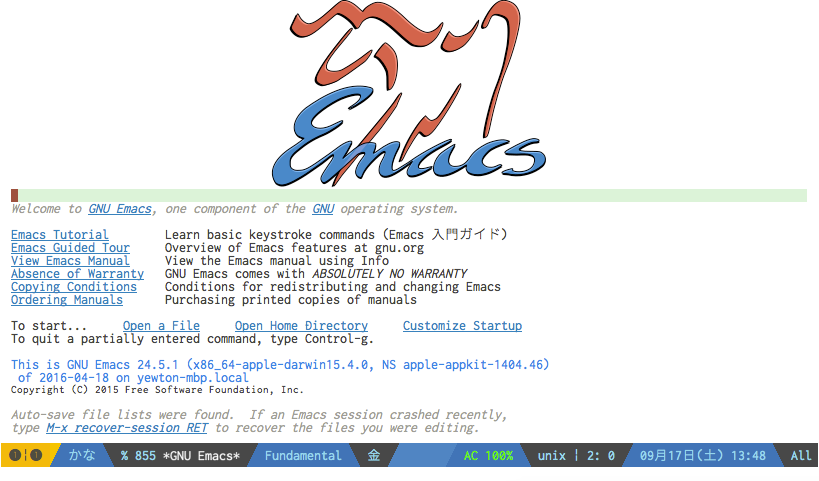 Emacs
Welcome to GNU Emacs, one component of the GNU operating system.
Emacs Tutorial Learn basic keystroke commands (Emacs 入門ガイド)
Emacs Guided Tour Overview of Emacs features at gnu.org
View Emacs Manual View the Emacs manual using Info
Absence of Warranty GNU Emacs comes with ABSOLUTELY NO WARRANTY
Copying Conditions Conditions for redistributing and changing Emacs
Ordering Manuals Purchasing printed copies of manuals
To start... Open a File Open Home Directory Customize Startup
To quit a partially entered command, type Control-g.
This is GNU Emacs 24.5.1 (x86_64-apple-darwin15.4.0, NS apple-appkit-1404.46)
of 2016-04-18 on yewton-mbp.local
Copyright (C) 2015 Free Software Foundation, Inc.
Auto-save file lists were found. If an Emacs session crashed recently,
type M-x recover-session RET to recover the files you were editing.
❶¦❶ かな % 855 *GNU Emacs* Fundamental 金 AC 100% unix ¦ 2: 0 09月17日(土) 13:48 All